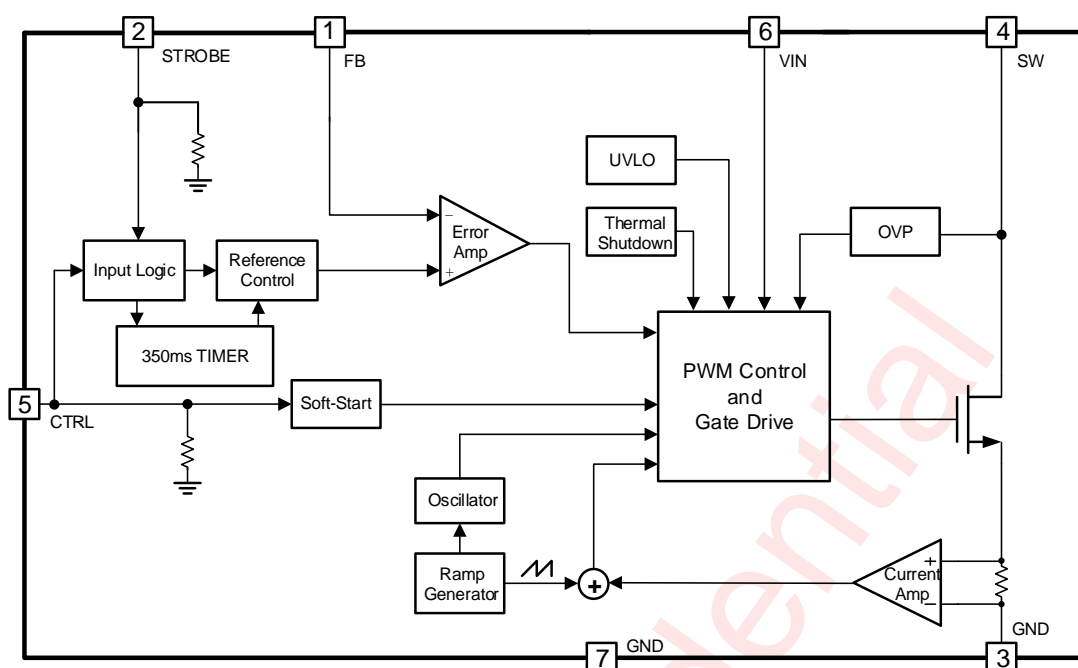 2
1
6
4
STROBE
FB
VIN
SW
UVLO
Thermal
Shutdown
OVP
−
Error
Amp
+
Input Logic
Reference
Control
350ms TIMER
PWM Control
and
Gate Drive
5
CTRL
Soft-Start
Oscillator
Ramp
Generator
+
+
Current
Amp
−
GND
7
GND
3